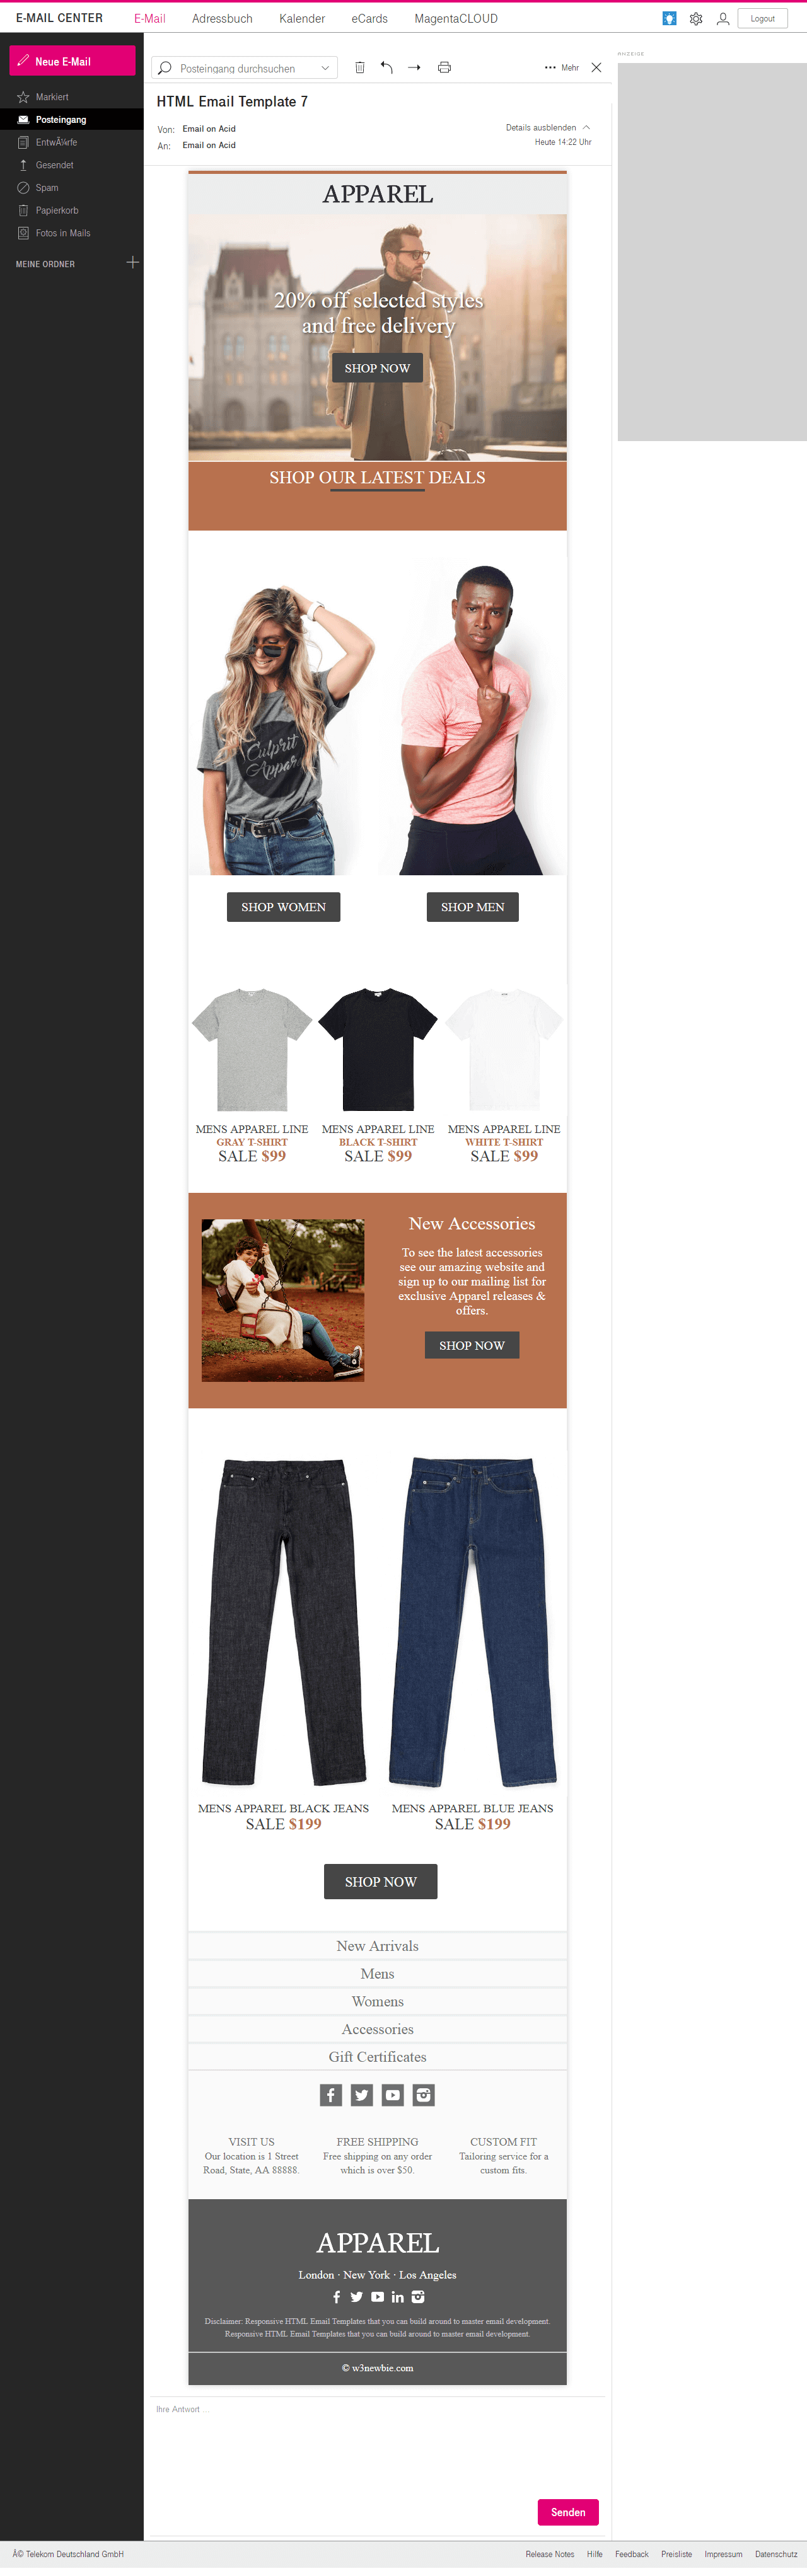 E-MAIL CENTER
E-Mail
Adressbuch
Kalender
eCards
MagentaCLOUD
Logout
Neue E-Mail
Markiert
Posteingang
EntwÃ¼rfe
Gesendet
Spam
Papierkorb
Fotos in Mails
MEINE ORDNER
Posteingang durchsuchen
Mehr
ANZEIGE
HTML Email Template 7
Von: Email on Acid
Details ausblenden
An: Email on Acid
Heute 14:22 Uhr
APPAREL
20% off selected styles
and free delivery
SHOP NOW
SHOP OUR LATEST DEALS
Culprit
Appar
SHOP WOMEN
SHOP MEN
MENS APPAREL LINE
GRAY T-SHIRT
SALE $99
MENS APPAREL LINE
BLACK T-SHIRT
SALE $99
MENS APPAREL LINE
WHITE T-SHIRT
SALE $99
New Accessories
To see the latest accessories
see our amazing website and
sign up to our mailing list for
exclusive Apparel releases &
offers.
SHOP NOW
MENS APPAREL BLACK JEANS
SALE $199
MENS APPAREL BLUE JEANS
SALE $199
SHOP NOW
New Arrivals
Mens
Womens
Accessories
Gift Certificates
VISIT US
Our location is 1 Street
Road, State, AA 88888.
FREE SHIPPING
Free shipping on any order
which is over $50.
CUSTOM FIT
Tailoring service for a
custom fits.
APPAREL
London · New York · Los Angeles
Disclaimer: Responsive HTML Email Templates that you can build around to master email development.
Responsive HTML Email Templates that you can build around to master email development.
© w3newbie.com
Ihre Antwort ...
Senden
Â© Telekom Deutschland GmbH
Release Notes
Hilfe
Feedback
Preisliste
Impressum
Datenschutz